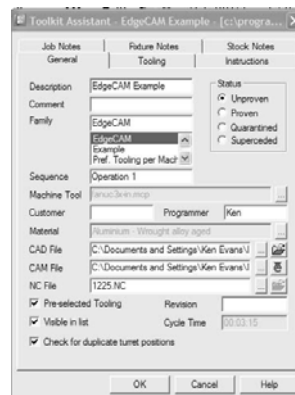 Toolkit Assistant - EdgeCAM Example - [c:\progra...
Job Notes Fixture Notes Stock Notes
General Tooling Instructions
Description EdgeCAM Example
Status
Unproven
Proven
Quarantined
Superceded
Comment
Family EdgeCAM
EdgeCAM
Example
Pref. Tooling per Mach
Sequence Operation 1
Machine Tool fanuc3x-in.mcp
Customer Programmer Ken
Material Aluminium - Wrought alloy aged
CAD File C:\Documents and Settings\Ken Evans\
CAM File C:\Documents and Settings\Ken Evans\
NC File 1225.NC
Pre-selected Tooling Revision
Visible in list Cycle Time 00:03:15
Check for duplicate turret positions
OK Cancel Help